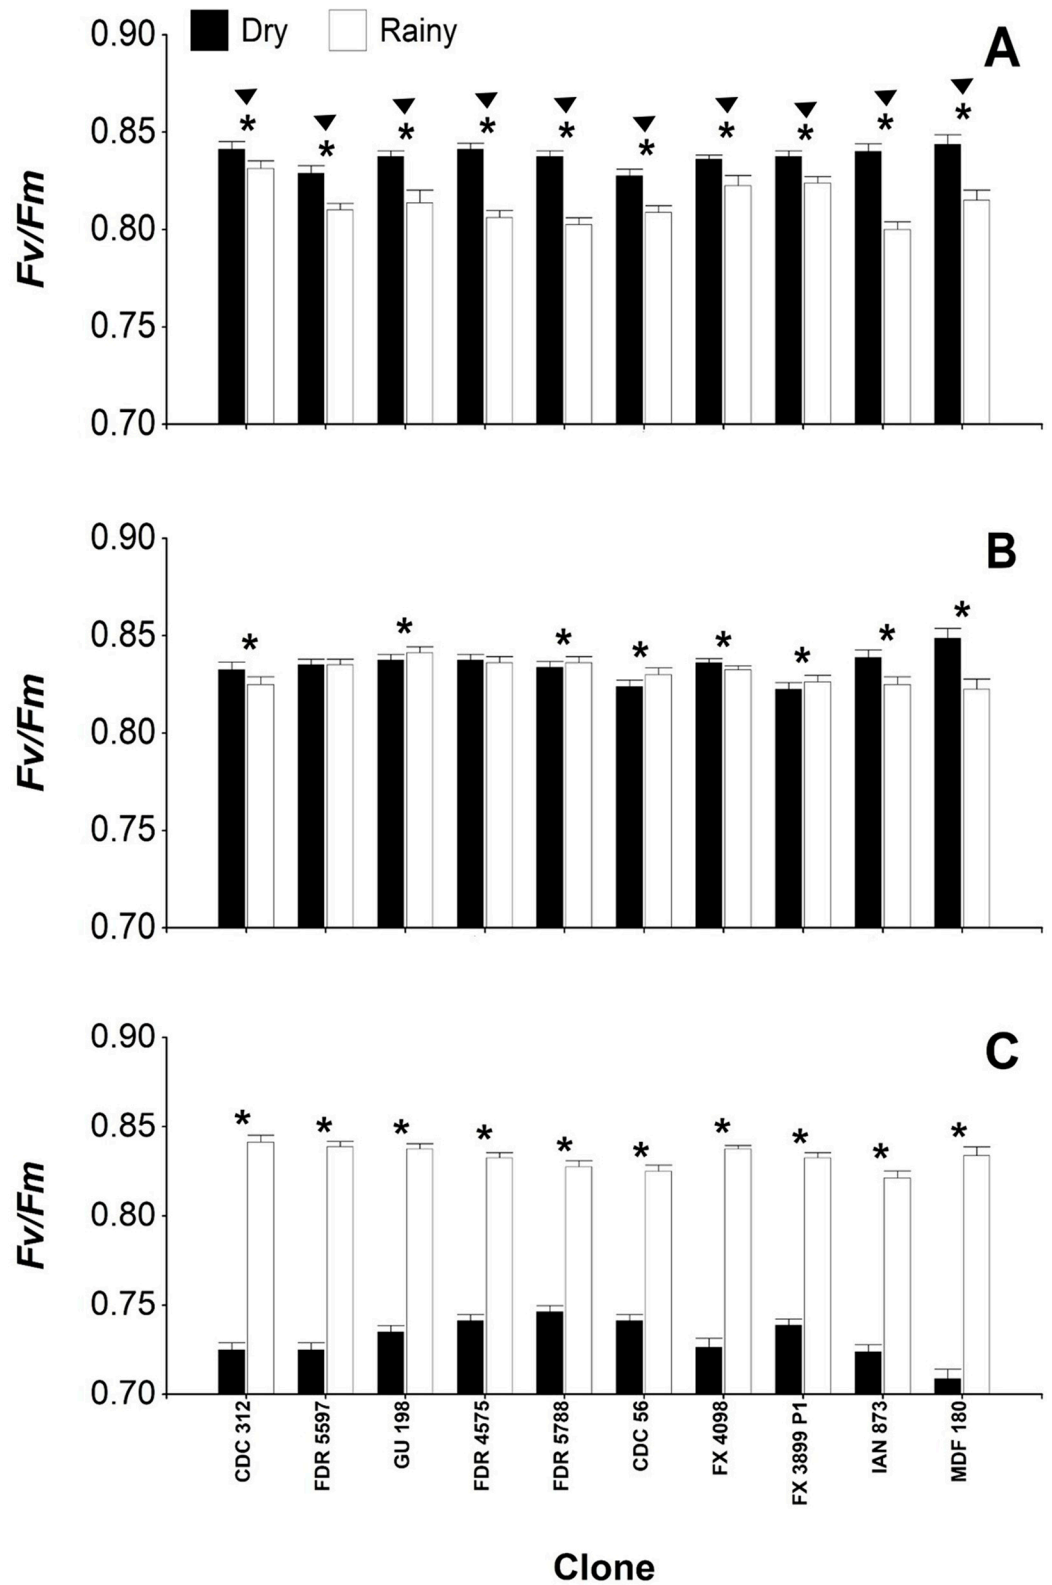 Dry Rainy
A
0.90
0.85
0.80
0.75
0.70
Fv/Fm
* * * * * * * * * *
B
0.90
0.85
0.80
0.75
0.70
Fv/Fm
* * * * * * * *
C
0.90
0.85
0.80
0.75
0.70
Fv/Fm
* * * * * * * * * *
CDC 312
FDR 5597
GU 198
FDR 4575
FDR 5788
CDC 56
FX 4098
FX 3899 P1
IAN 873
MDF 180
Clone